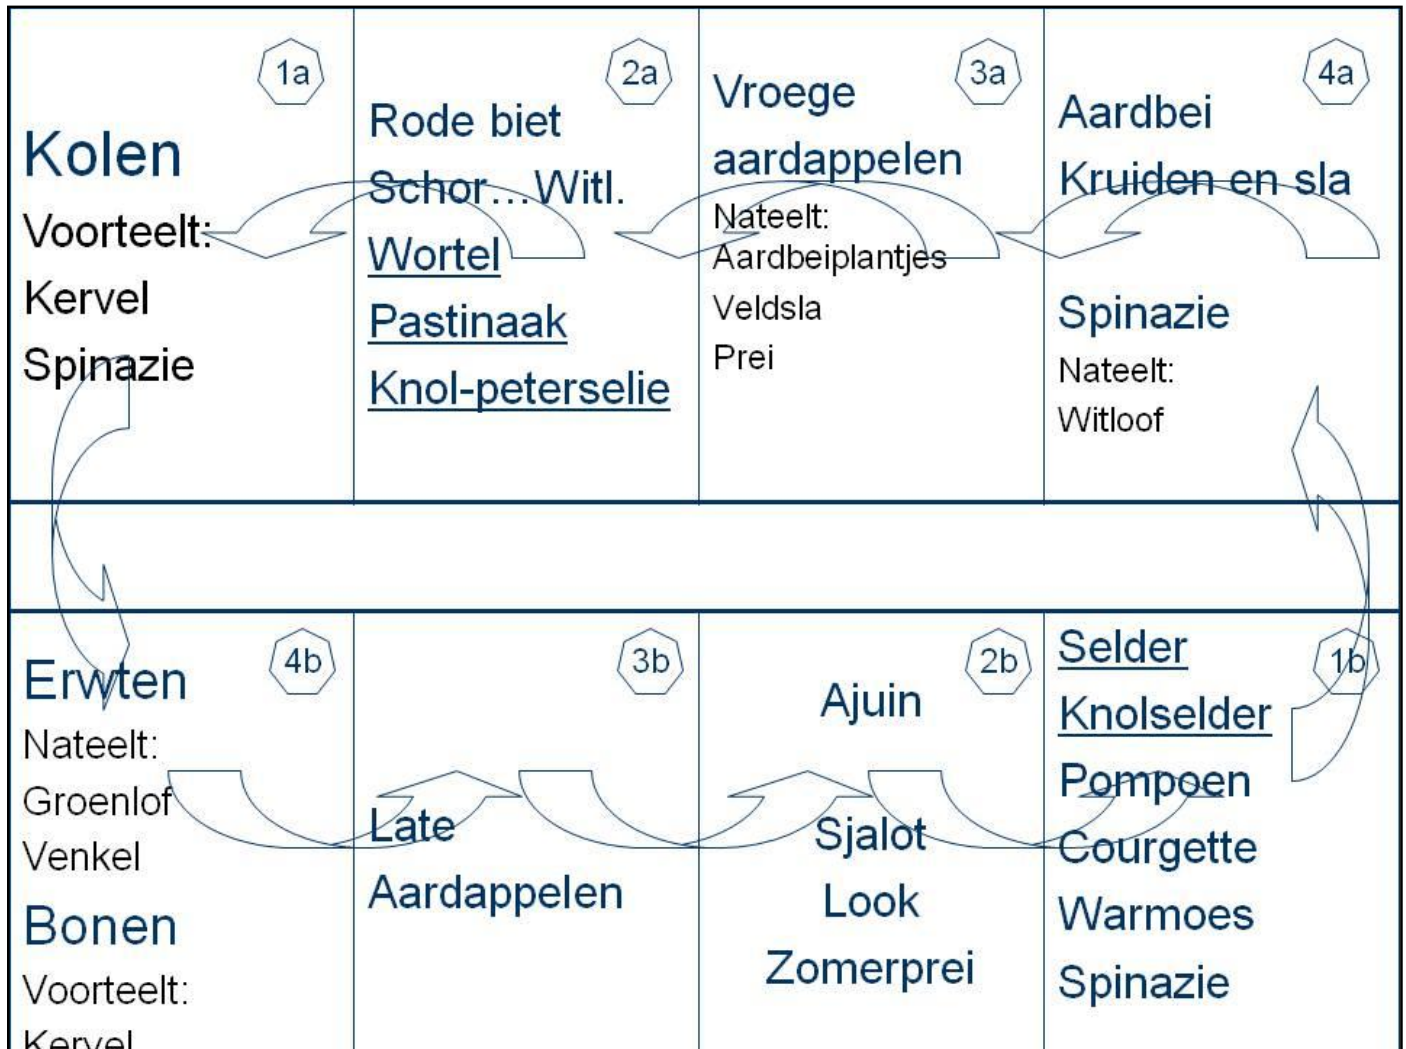 1a
Kolen
Voorteelt:
Kervel
Spinazie
2a
Rode biet
Schor…Witl.
Wortel
Pastinaak
Knol-peterselie
3a
Vroege
aardappelen
Nateelt:
Aardbeiplantjes
Veldsla
Prei
4a
Aardbei
Kruiden en sla
Spinazie
Nateelt:
Witloof
4b
Erwten
Nateelt:
Groenlof
Venkel
Bonen
Voorteelt:
Kervel
3b
Late
Aardappelen
2b
Ajuin
Sjalot
Look
Zomerprei
1b
Selder
Knolselder
Pompoen
Courgette
Warmoes
Spinazie